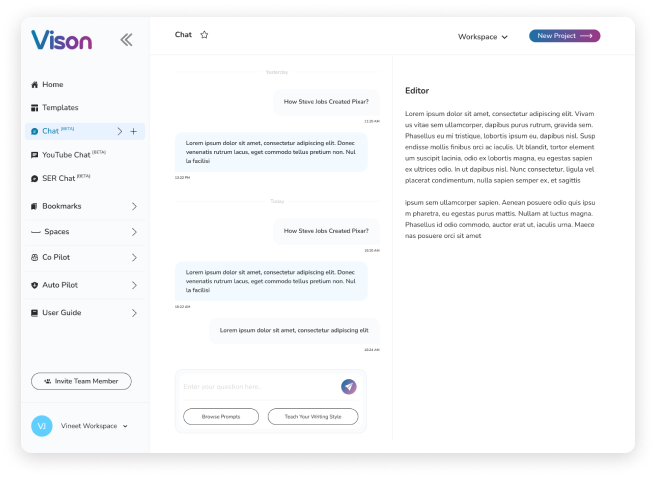 Vison
Chat
Workspace
New Project
Home
Templates
Chat (BETA)
YouTube Chat (BETA)
SER Chat (BETA)
Bookmarks
Spaces
Co Pilot
Auto Pilot
User Guide
Invite Team Member
VJ
Vineet Workspace
Yesterday
How Steve Jobs Created Pixar?
11:20 AM
Lorem ipsum dolor sit amet, consectetur adipiscing elit. Donec
venenatis rutrum lacus, eget commodo tellus pretium non. Nul
la facilisi
12:22 PM
Today
How Steve Jobs Created Pixar?
10:20 AM
Lorem ipsum dolor sit amet, consectetur adipiscing elit. Donec
venenatis rutrum lacus, eget commodo tellus pretium non. Nul
la facilisi
10:22 AM
Lorem ipsum dolor sit amet, consectetur adipiscing elit
10:24 AM
Enter your question here..
Browse Prompts
Teach Your Writing Style
Editor
Lorem ipsum dolor sit amet, consectetur adipiscing elit. Vivam
us vitae sem ullamcorper, dapibus purus rutrum, gravida sem.
Phasellus eu mi tristique, lobortis ipsum eu, dapibus nisl. Susp
endisse mollis finibus orci ac iaculis. Ut blandit, tortor element
um suscipit lacinia, odio ex lobortis magna, eu egestas sapien
ex ultrices odio. In ut dapibus nisl. Nunc consectetur, ligula vel
placerat condimentum, nulla sapien semper ex, et sagittis
ipsum sem ullamcorper sapien. Aenean posuere odio quis ipsu
m pharetra, eu egestas purus mattis. Nullam at luctus magna.
Phasellus id odio commodo, auctor erat ut, iaculis urna. Maece
nas posuere orci sit amet